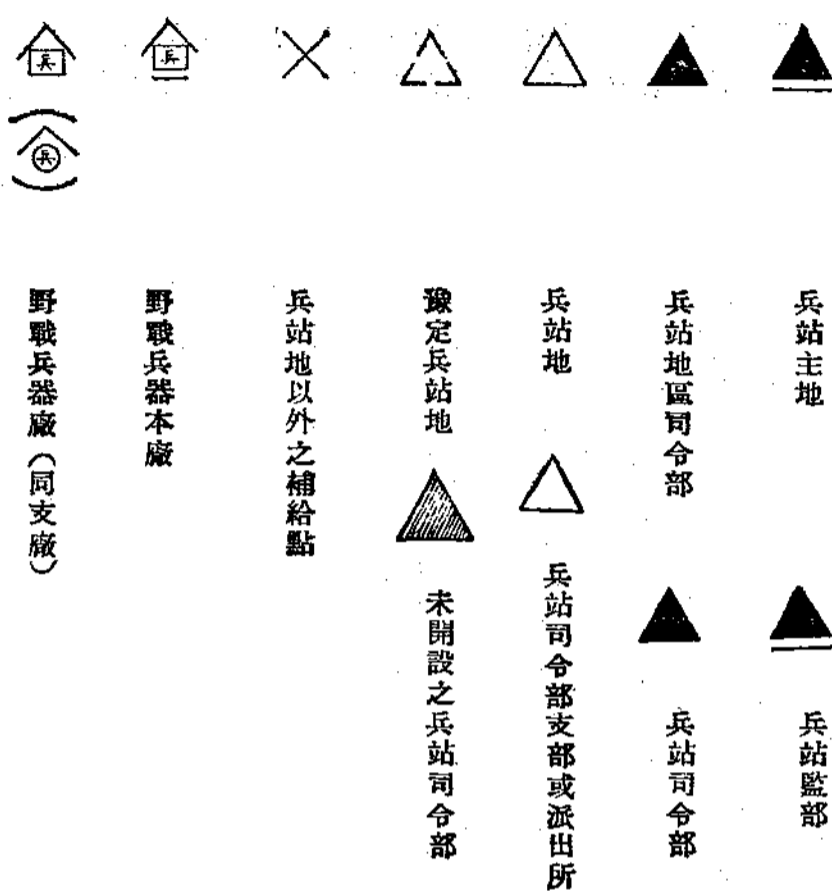 兵站主地
兵站監部
兵站地區司令部
兵站司令部
兵站地
兵站司令部支部或派出所
豫定兵站地
未開設之兵站司令部
兵站地以外之補給點
兵
野戰兵器本廠
兵
兵
野戰兵器廠（同支廠）